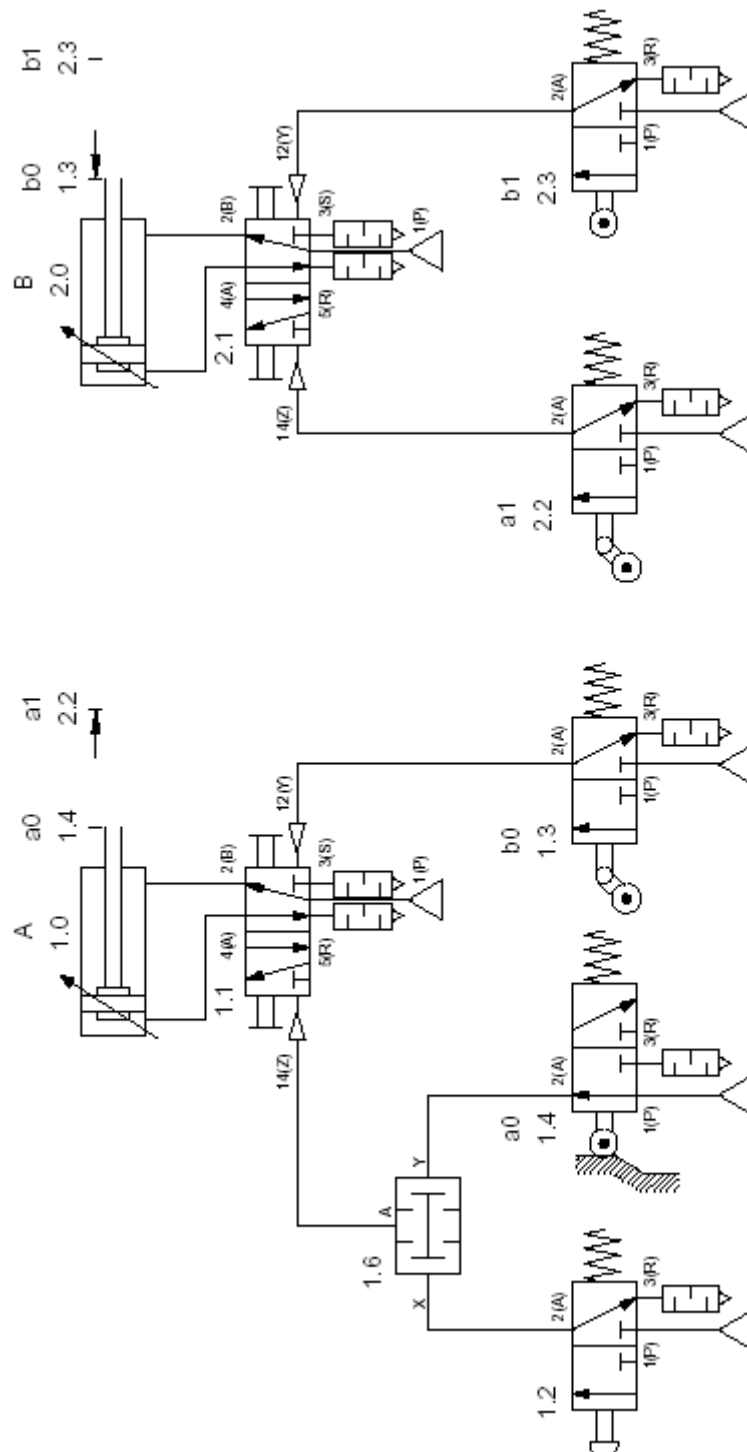 A a0 a1
1.0 1.4 2.2
B b0 b1
2.0 1.3 2.3
1.1 4(A) 2(B)
14(Z) 12(Y)
5(R) 3(S)
1(P)
2.1 4(A) 2(B)
14(Z) 12(Y)
5(R) 3(S)
1(P)
1.6 A
X Y
1.2 2(A)
1(P) 3(R)
a0
1.4 2(A)
1(P) 3(R)
b0
1.3 2(A)
1(P) 3(R)
a1
2.2 2(A)
1(P) 3(R)
b1
2.3 2(A)
1(P) 3(R)